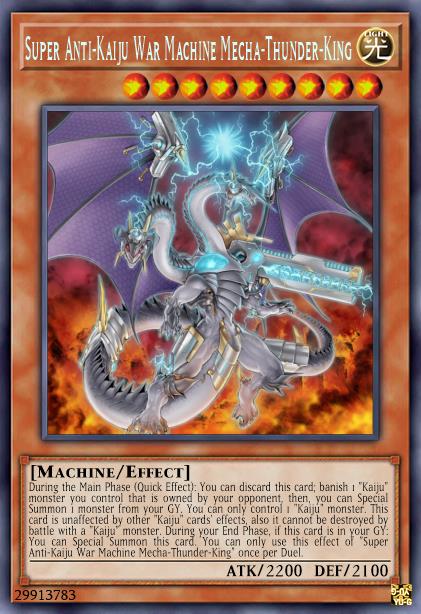 Super Anti-Kaiju War Machine Mecha-Thunder-King
LIGHT
光
[Machine/Effect]
During the Main Phase (Quick Effect): You can discard this card; banish 1 "Kaiju"
monster you control that is owned by your opponent, then, you can Special
Summon 1 monster from your GY. You can only control 1 "Kaiju" monster. This
card is unaffected by other "Kaiju" cards' effects, also it cannot be destroyed by
battle with a "Kaiju" monster. During your End Phase, if this card is in your GY:
You can Special Summon this card. You can only use this effect of "Super
Anti-Kaiju War Machine Mecha-Thunder-King" once per Duel.
ATK/2200 DEF/2100
29913783